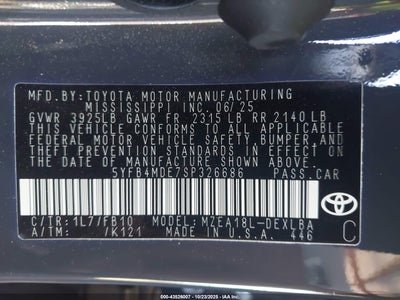 MFD.BY:TOYOTA MOTOR MANUFACTURING
MISSISSIPPI INC. 06/25
GVWR 3925LB GAWR FR 2315 LB RR 2140 LB
THIS VEHICLE CONFORMS TO ALL APPLICABLE
FEDERAL MOTOR VEHICLE SAFETY, BUMPER, AND
THEFT PREVENTION STANDARDS IN EFFECT ON
THE DATE OF MANUFACTURE SHOWN ABOVE.
5YFB4MDE7SP326686 PASS.CAR
C/TR:1L7/FB10 MODEL:MZEA18L-DEXLBA
A/TM: /K121 MADE IN U.S.A. 446
TOYOTA
C
000-43526007 - 10/23/2025 - IAAI.COM